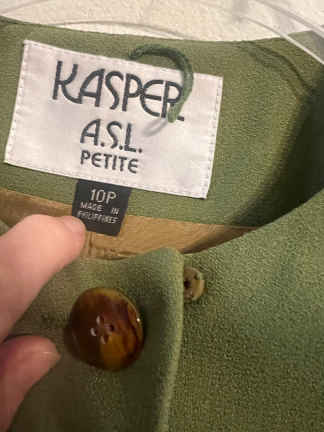 KASPER
A.S.L.
PETITE
10P
MADE IN
PHILIPPINES